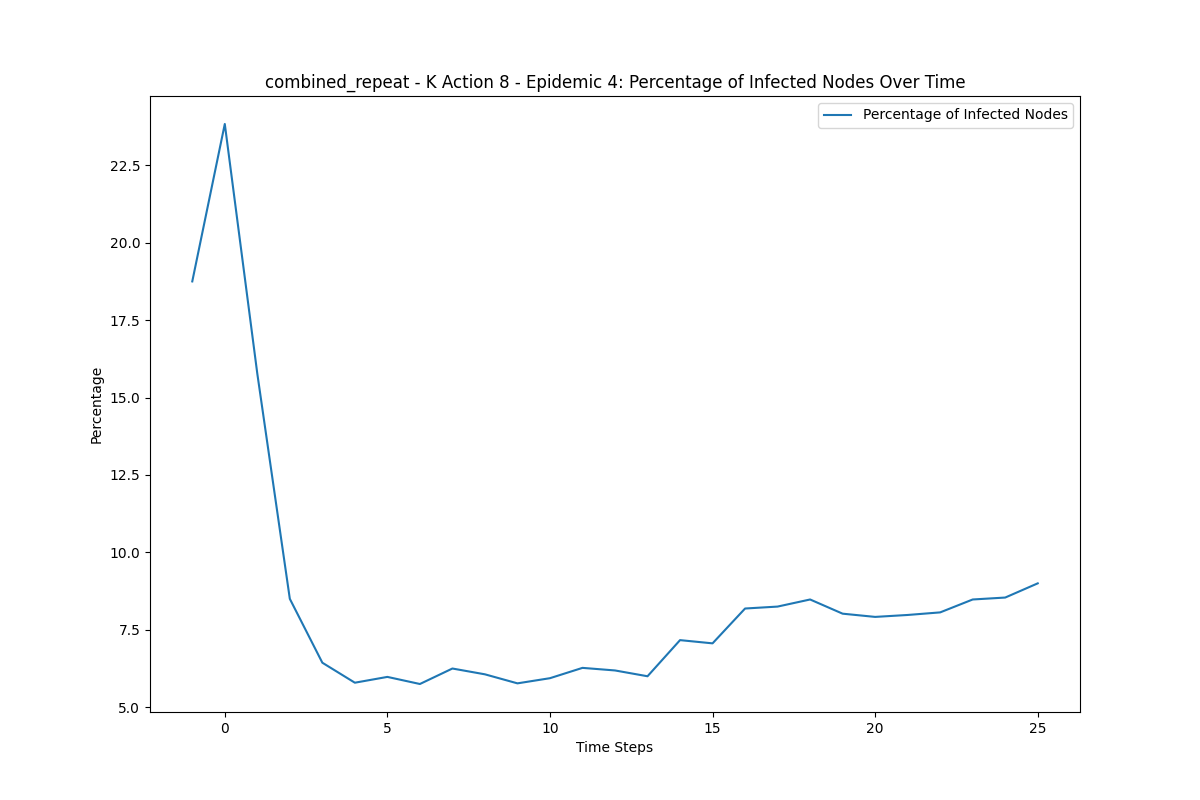 combined_repeat - K Action 8 - Epidemic 4: Percentage of Infected Nodes Over Time
Percentage of Infected Nodes
22.5
20.0
17.5
15.0
12.5
10.0
7.5
5.0
Percentage
0 5 10 15 20 25
Time Steps